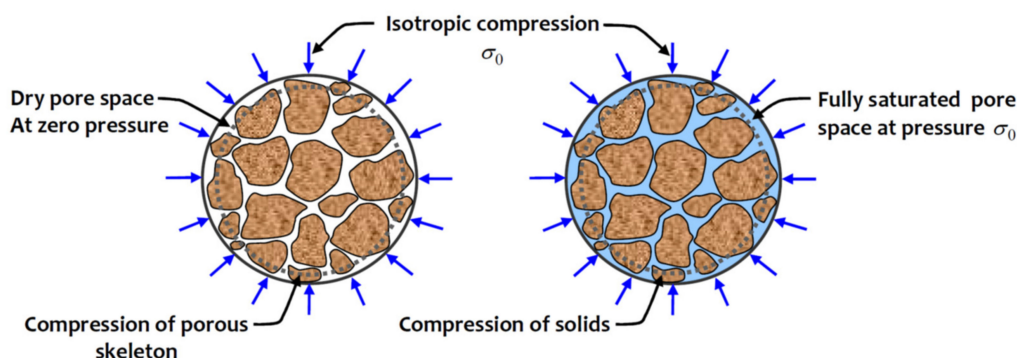 Isotropic compression
σ₀
Dry pore space
At zero pressure
Fully saturated pore
space at pressure σ₀
Compression of porous
skeleton
Compression of solids